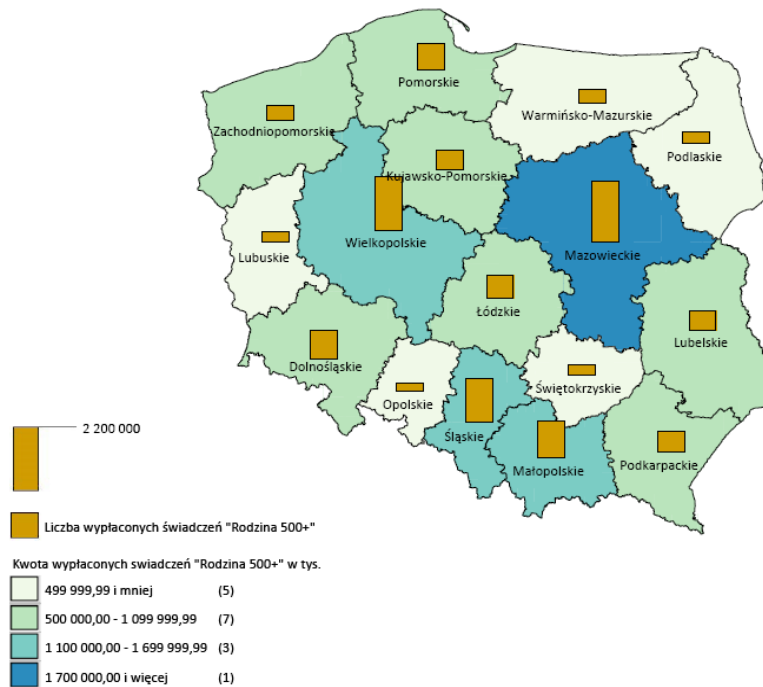 Pomorskie
Warmińsko-Mazurskie
Zachodniopomorskie
Podlaskie
Kujawsko-Pomorskie
Wielkopolskie
Mazowieckie
Lubuskie
Łódzkie
Lubelskie
Dolnośląskie
Opolskie
Świętokrzyskie
Śląskie
Małopolskie
Podkarpackie
2 200 000
Liczba wypłaconych świadczeń "Rodzina 500+"
Kwota wypłaconych swiadczeń "Rodzina 500+" w tys.
499 999,99 i mniej (5)
500 000,00 - 1 099 999,99 (7)
1 100 000,00 - 1 699 999,99 (3)
1 700 000,00 i więcej (1)